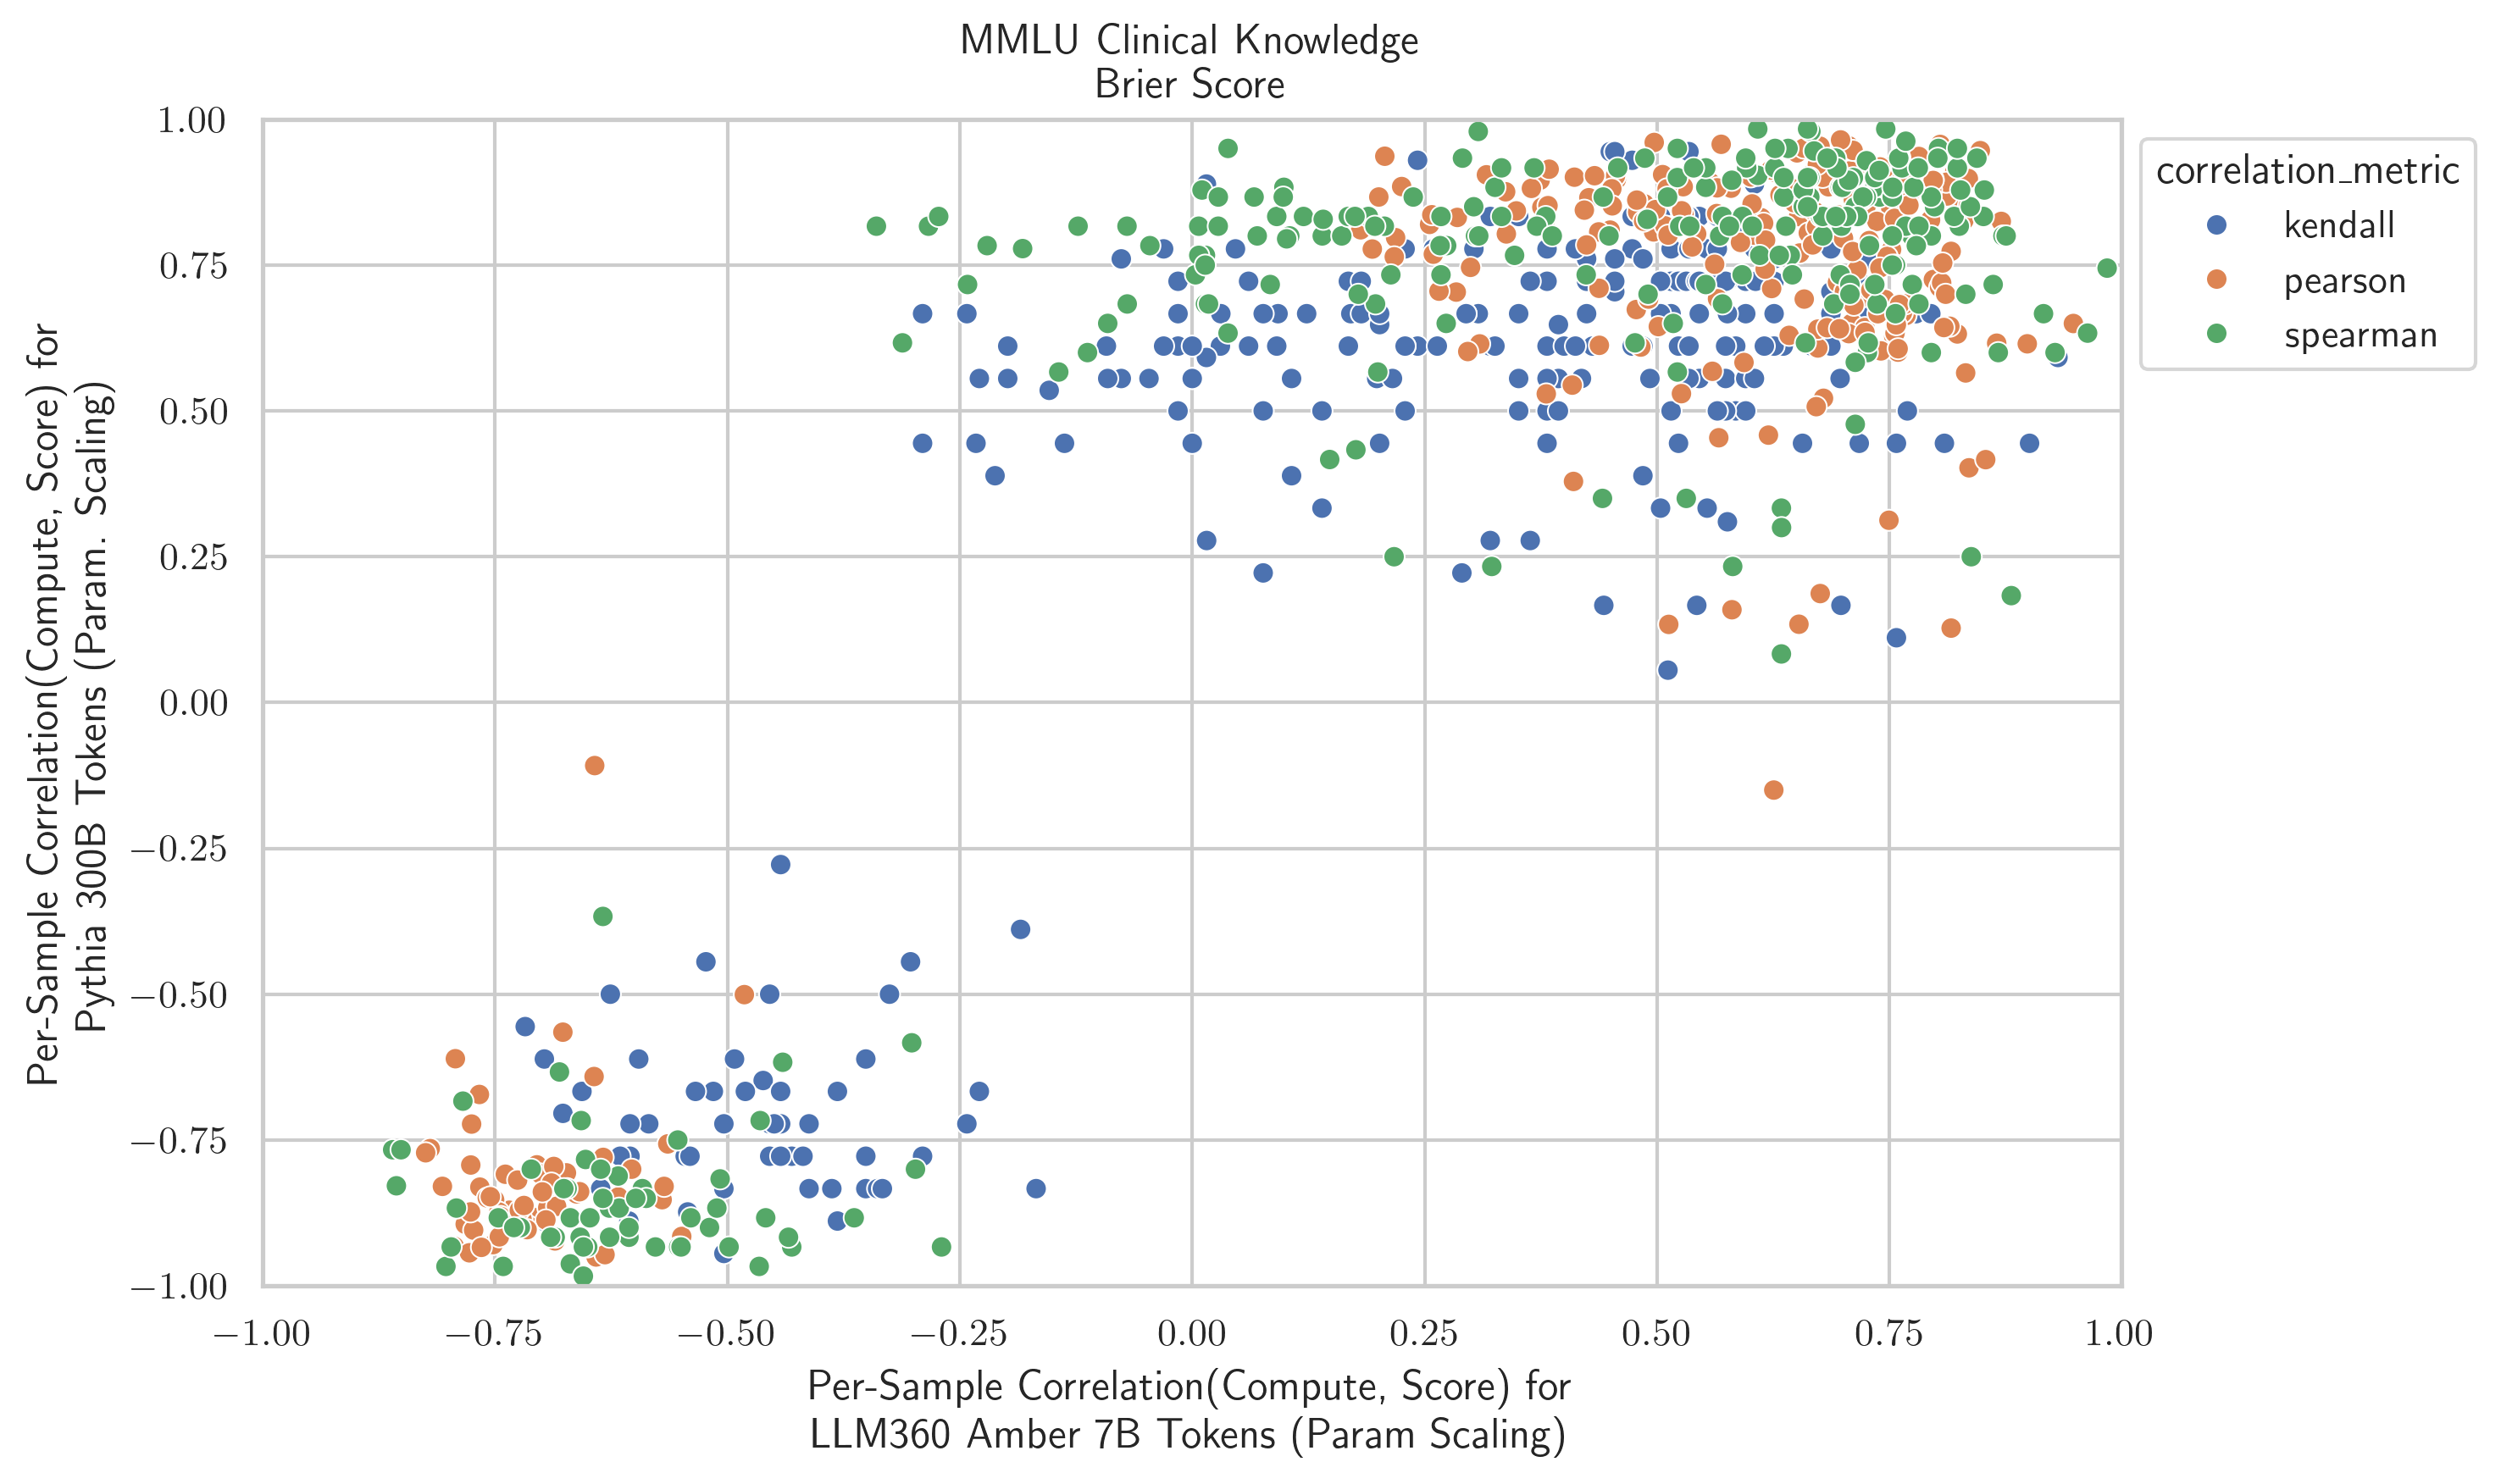 MMLU Clinical Knowledge
Brier Score
Per-Sample Correlation(Compute, Score) for
Pythia 300B Tokens (Param. Scaling)
1.00
0.75
0.50
0.25
0.00
−0.25
−0.50
−0.75
−1.00
−1.00 −0.75 −0.50 −0.25 0.00 0.25 0.50 0.75 1.00
Per-Sample Correlation(Compute, Score) for
LLM360 Amber 7B Tokens (Param Scaling)
correlation_metric
kendall
pearson
spearman